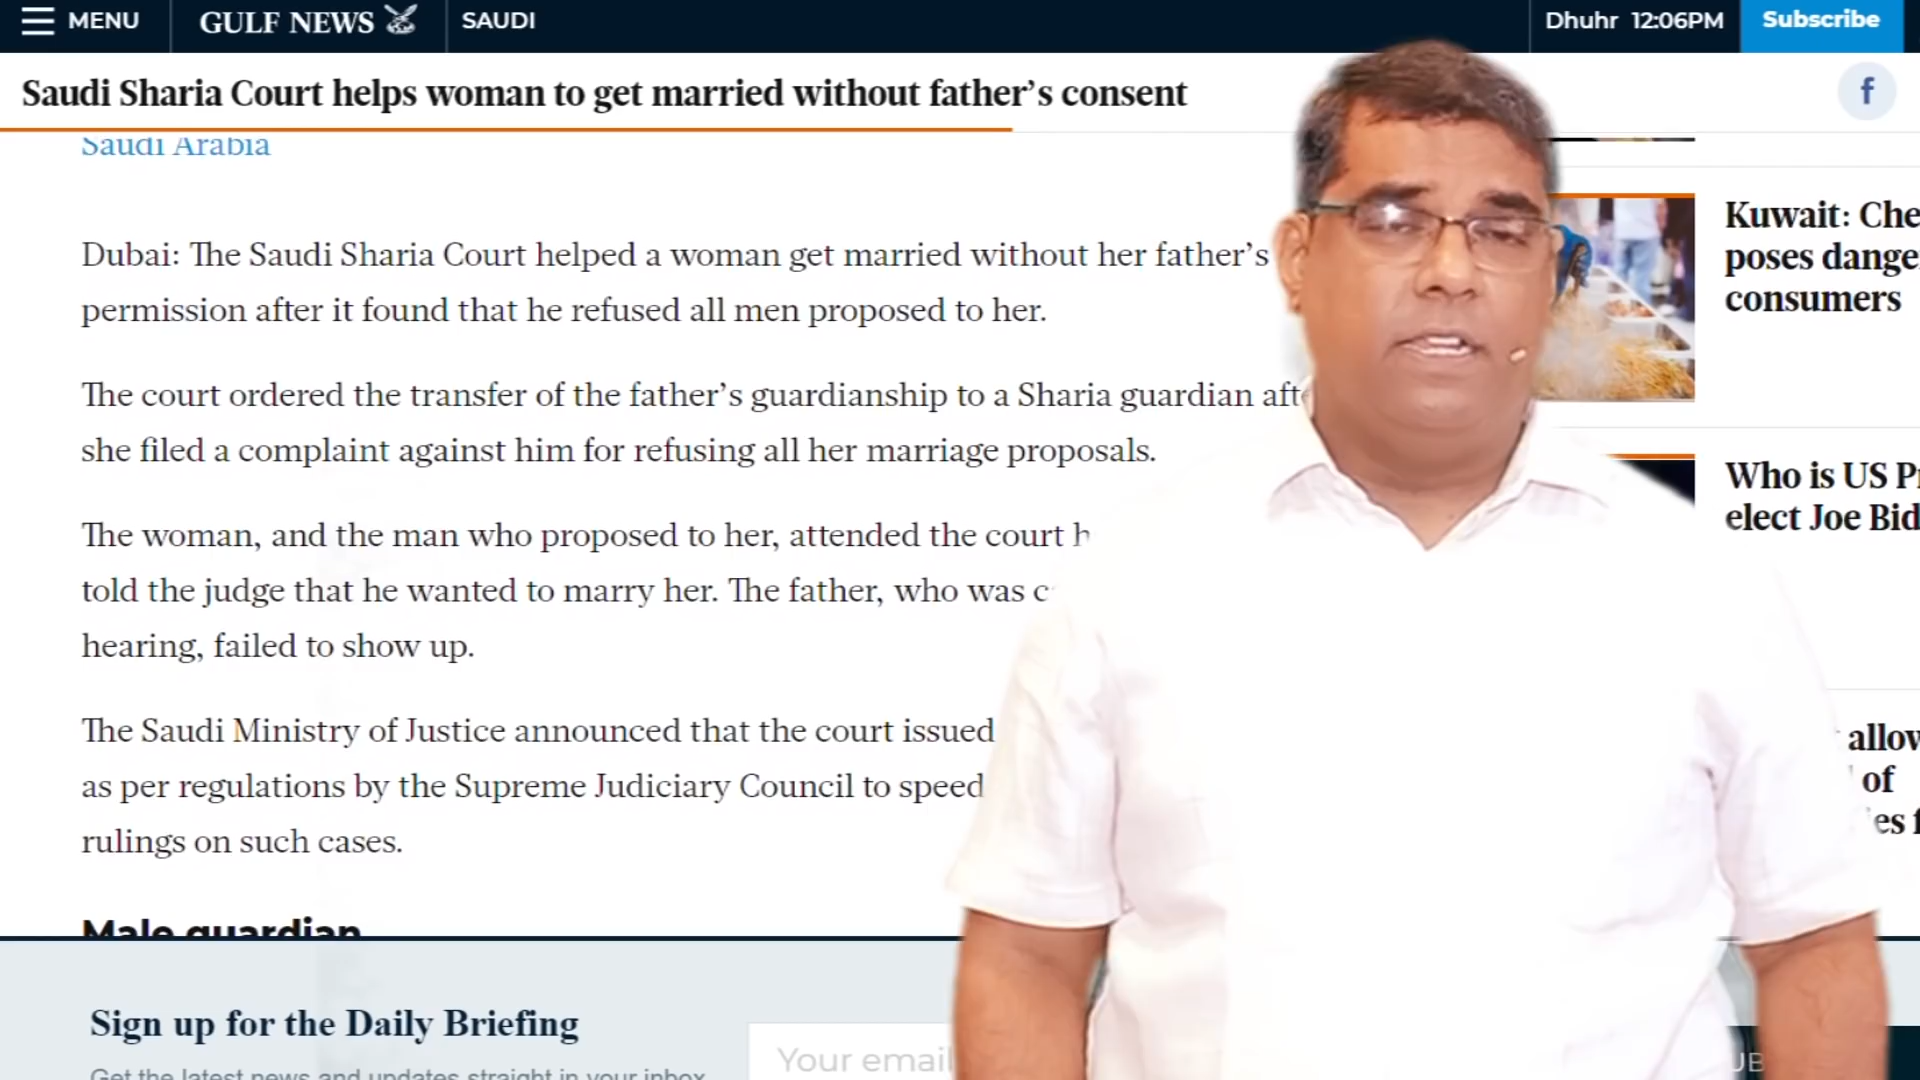 MENU
GULF NEWS
SAUDI
Dhuhr 12:06PM
Subscribe
Saudi Sharia Court helps woman to get married without father’s consent
f
Saudi Arabia
Dubai: The Saudi Sharia Court helped a woman get married without her father’s
permission after it found that he refused all men proposed to her.
The court ordered the transfer of the father’s guardianship to a Sharia guardian
she filed a complaint against him for refusing all her marriage proposals.
The woman, and the man who proposed to her, attended the court
told the judge that he wanted to marry her. The father, who was
hearing, failed to show up.
The Saudi Ministry of Justice announced that the court issued
as per regulations by the Supreme Judiciary Council to speed
rulings on such cases.
Male guardian
Kuwait:
poses
consumers
Who is US
elect Joe
of
Sign up for the Daily Briefing
Get the latest news and updates straight in your inbox
Your email